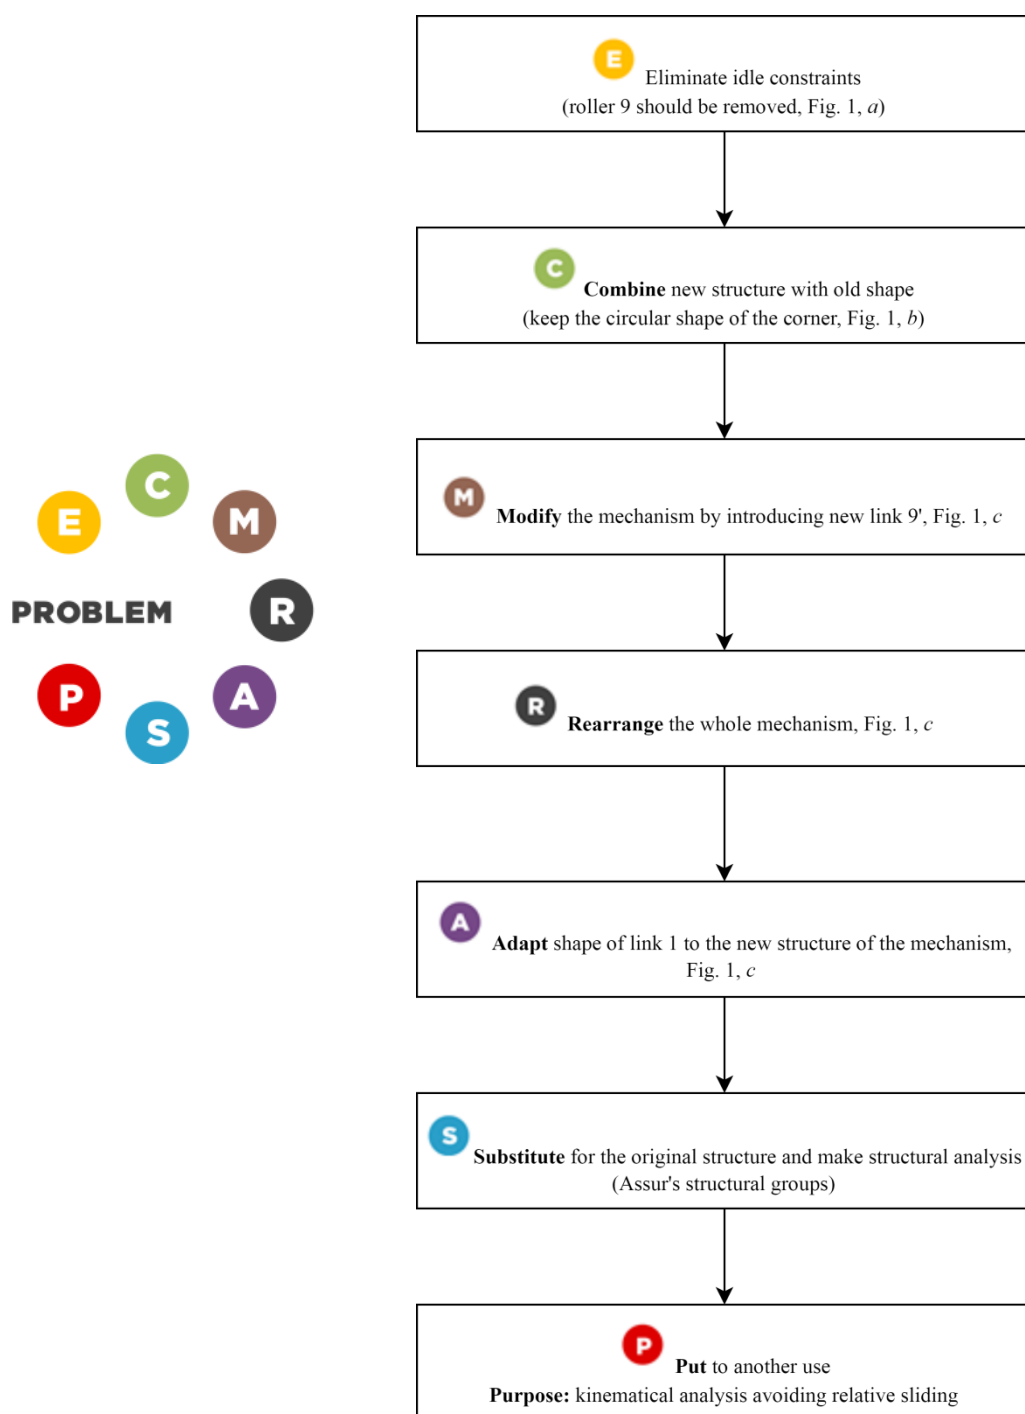 E
Eliminate idle constraints
(roller 9 should be removed, Fig. 1, a)
C
Combine new structure with old shape
(keep the circular shape of the corner, Fig. 1, b)
M
Modify the mechanism by introducing new link 9', Fig. 1, c
R
Rearrange the whole mechanism, Fig. 1, c
A
Adapt shape of link 1 to the new structure of the mechanism,
Fig. 1, c
S
Substitute for the original structure and make structural analysis
(Assur's structural groups)
P
Put to another use
Purpose: kinematical analysis avoiding relative sliding
C
E
M
PROBLEM
R
P
A
S